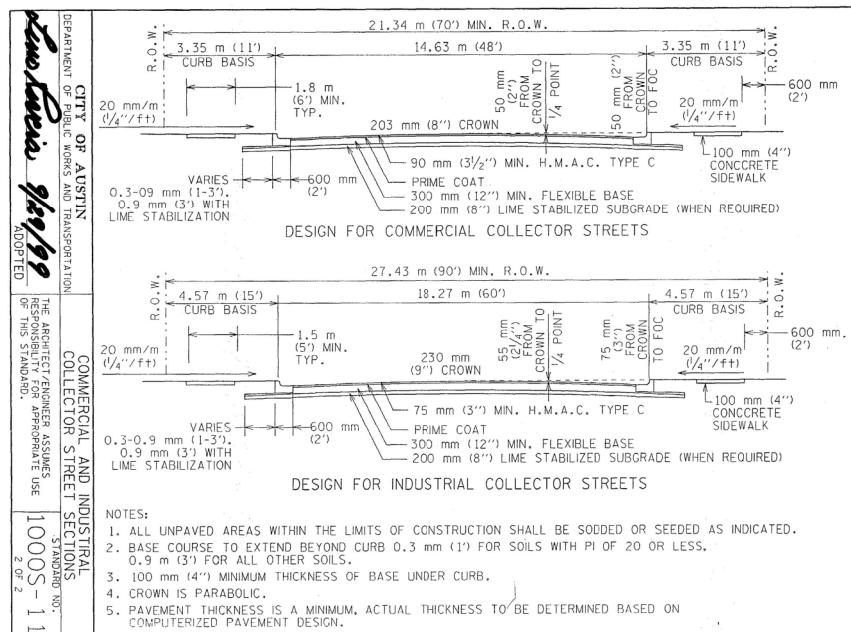 21.34 m (70') MIN. R.O.W.
R.O.W.
3.35 m (11')
CURB BASIS
14.63 m (48')
3.35 m (11')
CURB BASIS
R.O.W.
1.8 m
(6') MIN.
TYP.
50 mm
(2")
FROM
CROWN TO
1/4 POINT
50 mm (2")
FROM
CROWN
TO FOC
600 mm
(2')
20 mm/m
(1/4"/ft)
203 mm (8") CROWN
20 mm/m
(1/4"/ft)
VARIES
0.3-09 mm (1-3').
0.9 mm (3') WITH
LIME STABILIZATION
600 mm
(2')
90 mm (3 1/2") MIN. H.M.A.C. TYPE C
PRIME COAT
300 mm (12") MIN. FLEXIBLE BASE
200 mm (8") LIME STABILIZED SUBGRADE (WHEN REQUIRED)
100 mm (4")
CONCCRETE
SIDEWALK
DESIGN FOR COMMERCIAL COLLECTOR STREETS
27.43 m (90') MIN. R.O.W.
R.O.W.
4.57 m (15')
CURB BASIS
18.27 m (60')
4.57 m (15')
CURB BASIS
R.O.W.
1.5 m
(5') MIN.
TYP.
55 mm
(2 1/4")
FROM
CROWN TO
1/4 POINT
75 mm
(3")
FROM
CROWN
TO FOC
600 mm.
(2')
20 mm/m
(1/4"/ft)
230 mm
(9") CROWN
20 mm/m
(1/4"/ft)
VARIES
0.3-0.9 mm (1-3').
0.9 mm (3') WITH
LIME STABILIZATION
600 mm
(2')
75 mm (3") MIN. H.M.A.C. TYPE C
PRIME COAT
300 mm (12") MIN. FLEXIBLE BASE
200 mm (8") LIME STABILIZED SUBGRADE (WHEN REQUIRED)
100 mm (4")
CONCCRETE
SIDEWALK
DESIGN FOR INDUSTRIAL COLLECTOR STREETS
NOTES:
1. ALL UNPAVED AREAS WITHIN THE LIMITS OF CONSTRUCTION SHALL BE SODDED OR SEEDED AS INDICATED.
2. BASE COURSE TO EXTEND BEYOND CURB 0.3 mm (1') FOR SOILS WITH PI OF 20 OR LESS,
0.9 m (3') FOR ALL OTHER SOILS.
3. 100 mm (4") MINIMUM THICKNESS OF BASE UNDER CURB.
4. CROWN IS PARABOLIC.
5. PAVEMENT THICKNESS IS A MINIMUM, ACTUAL THICKNESS TO BE DETERMINED BASED ON
COMPUTERIZED PAVEMENT DESIGN.
CITY OF AUSTIN
DEPARTMENT OF PUBLIC WORKS AND TRANSPORTATION
9/29/99
ADOPTED
COMMERCIAL AND INDUSTIRAL
COLLECTOR STREET SECTIONS
THE ARCHITECT/ENGINEER ASSUMES
RESPONSIBILITY FOR APPROPRIATE USE
OF THIS STANDARD.
STANDARD NO.
1000S-11
2 OF 2